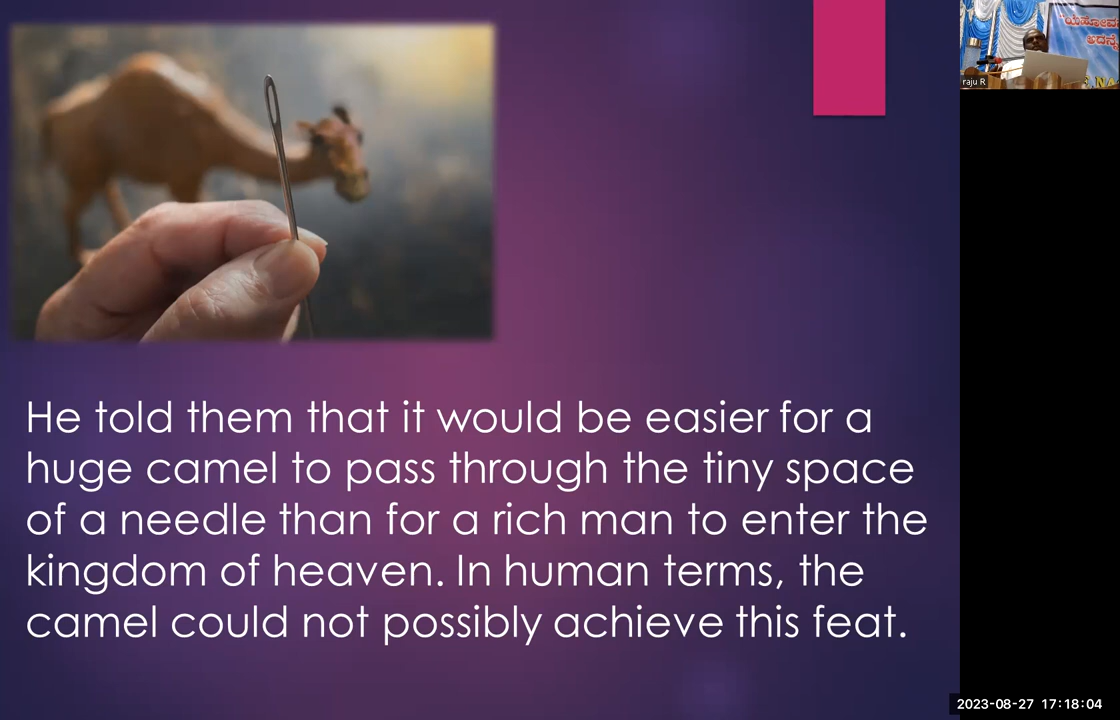 He told them that it would be easier for a
huge camel to pass through the tiny space
of a needle than for a rich man to enter the
kingdom of heaven. In human terms, the
camel could not possibly achieve this feat.
raju R
2023-08-27 17:18:04